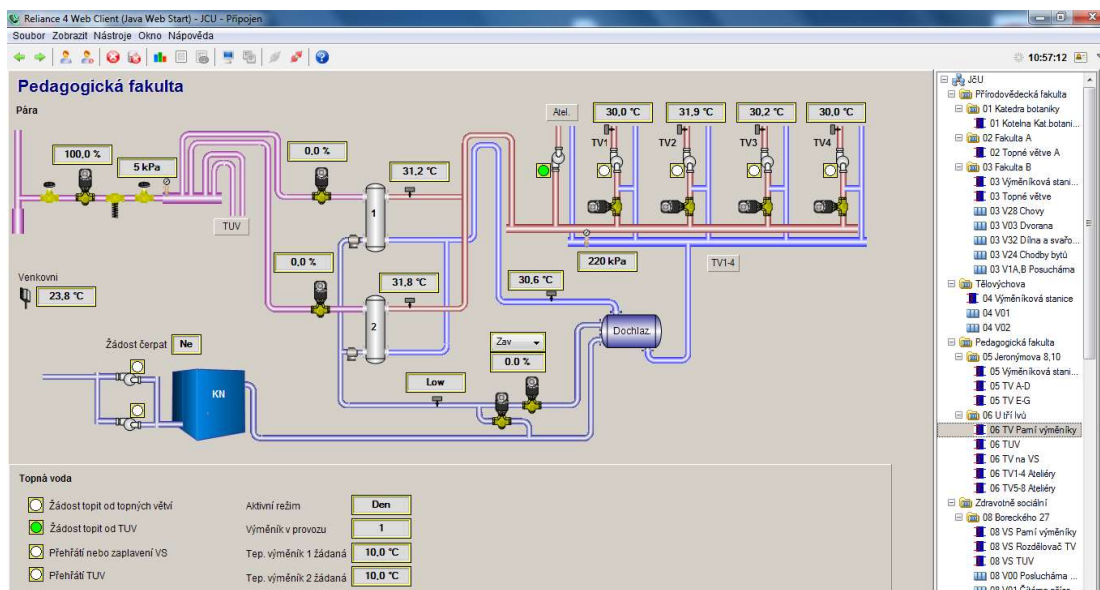 Reliance 4 Web Client (Java Web Start) - JCU - Připojen
Soubor Zobrazit Nástroje Okno Nápověda
10:57:12
Pedagogická fakulta
Pára
100,0 %
5 kPa
TUV
0,0 %
31,2 °C
1
Atel.
30,0 °C
31,9 °C
30,2 °C
30,0 °C
TV1
TV2
TV3
TV4
220 kPa
TV1-4
Venkovni
23,8 °C
0,0 %
31,8 °C
2
30,6 °C
Dochlaz.
Žádost čerpat Ne
KN
Zav
0.0 %
Low
Topná voda
Žádost topit od topných větví
Žádost topit od TUV
Přehřátí nebo zaplavení VS
Přehřátí TUV
Aktivní režim Den
Výměník v provozu 1
Tep. výměník 1 žádaná 10,0 °C
Tep. výměník 2 žádaná 10,0 °C
JčU
Přírodovědecká fakulta
01 Katedra botaniky
01 Kotelna Kat.botani...
02 Fakulta A
02 Topné větve A
03 Fakulta B
03 Výměníková stani...
03 Topné větve
03 V28 Chovy
03 V03 Dvorana
03 V32 Dílna a svařo...
03 V24 Chodby bytů
03 V1A,B Posuchárna
Tělovýchova
04 Výměníková stanice
04 V01
04 V02
Pedagogická fakulta
05 Jeronýmova 8,10
05 Výměníková stani...
05 TV A-D
05 TV E-G
06 U tří lvů
06 TV Parní výměníky
06 TUV
06 TV na VS
06 TV1-4 Ateliéry
06 TV5-8 Ateliéry
Zdravotně sociální
08 Boreckého 27
08 VS Parní výměníky
08 VS Rozdělovač TV
08 VS TUV
08 V00 Poslucharna ...
08 V01